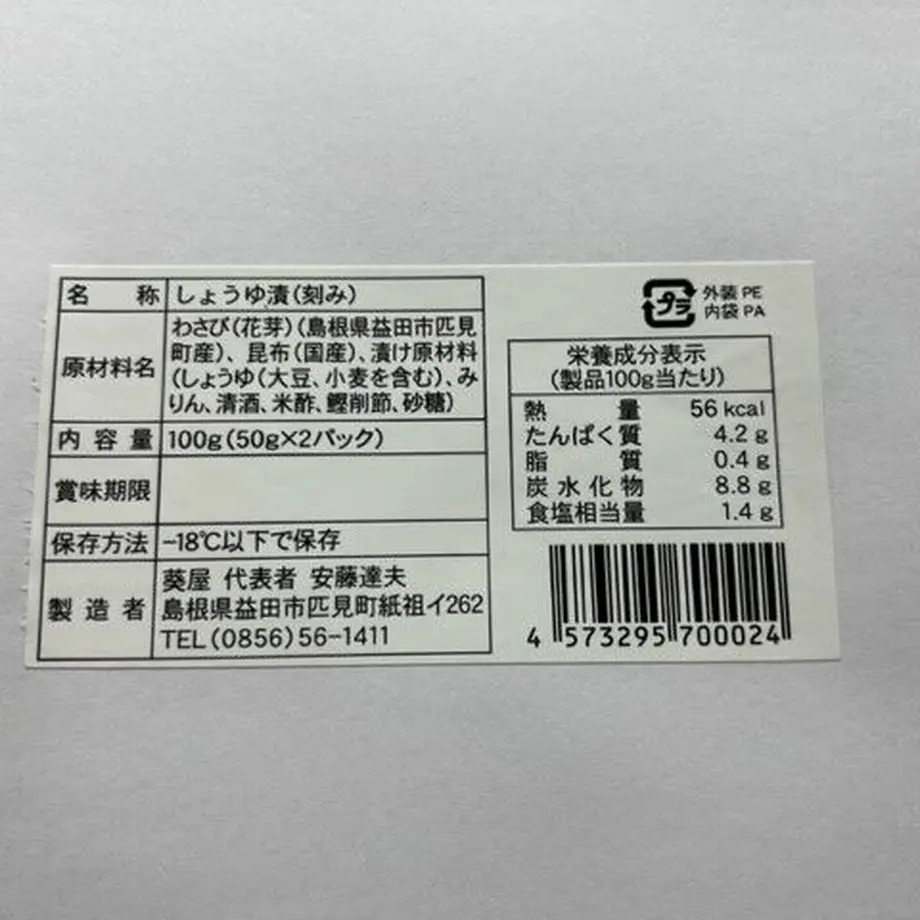 名称 しょうゆ漬(刻み)
原材料名 わさび(花芽)(島根県益田市匹見
町産)、昆布(国産)、漬け原材料
(しょうゆ(大豆、小麦を含む)、み
りん、清酒、米酢、鰹削節、砂糖)
内容量 100g(50g×2パック)
賞味期限
保存方法 -18℃以下で保存
製造者 葵屋 代表者 安藤達夫
島根県益田市匹見町紙祖イ262
TEL(0856)56-1411
プラ 外装 PE
内袋 PA
栄養成分表示
(製品100g当たり)
熱量 56 kcal
たんぱく質 4.2 g
脂質 0.4 g
炭水化物 8.8 g
食塩相当量 1.4 g
4 573295 700024